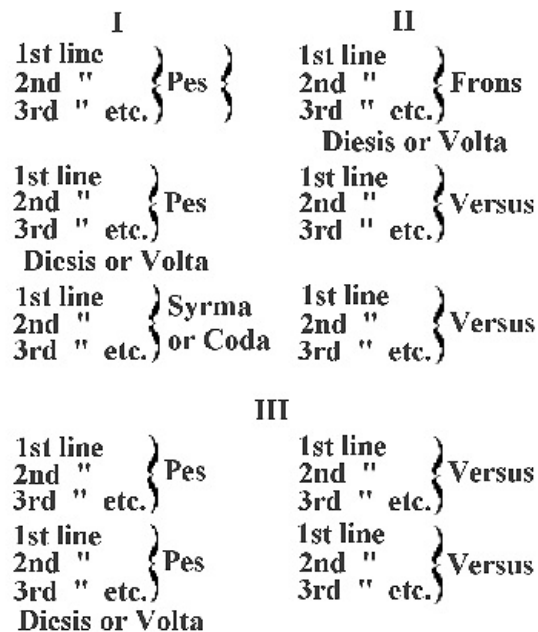 I
1st line
2nd " Pes
3rd " etc.
1st line
2nd " Pes
3rd " etc.
Diesis or Volta
1st line Syrma
2nd " or Coda
3rd " etc.
II
1st line
2nd " Frons
3rd " etc.
Diesis or Volta
1st line
2nd " Versus
3rd " etc.
1st line
2nd " Versus
3rd " etc.
III
1st line
2nd " Pes
3rd " etc.
1st line
2nd " Pes
3rd " etc.
Diesis or Volta
1st line
2nd " Versus
3rd " etc.
1st line
2nd " Versus
3rd " etc.